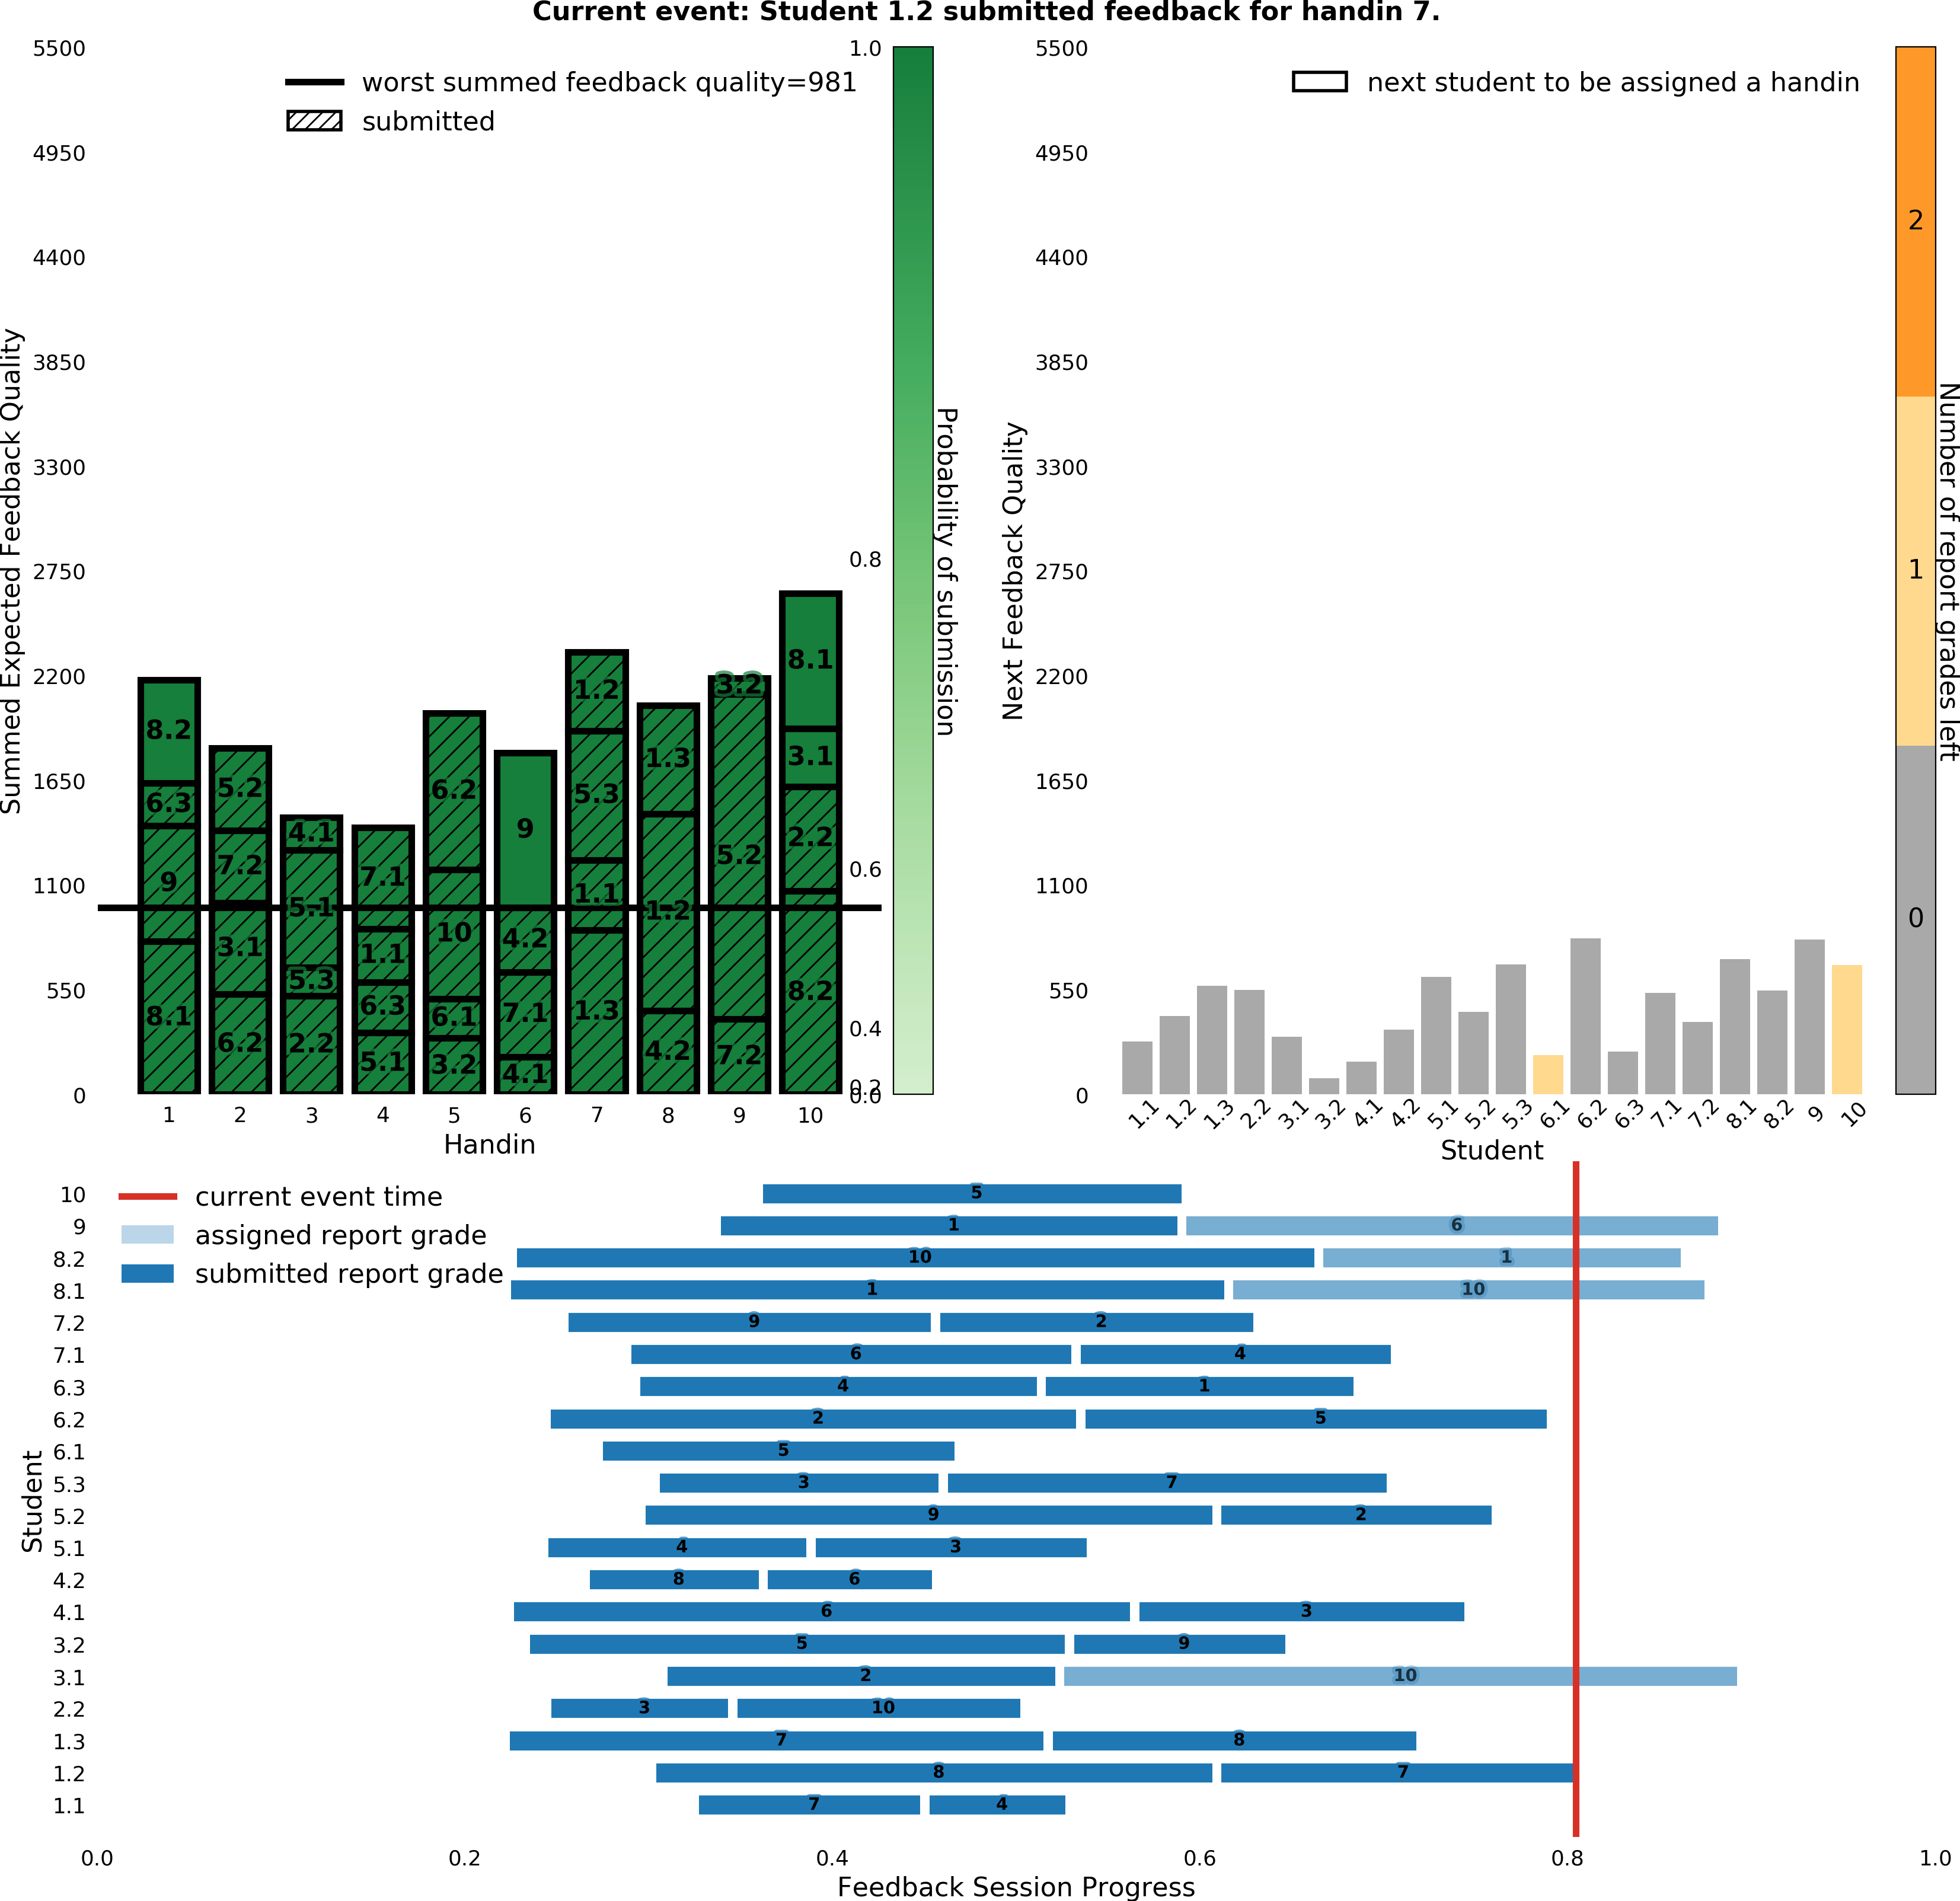 Current event: Student 1.2 submitted feedback for handin 7.
Summed Expected Feedback Quality
5500
4950
4400
3850
3300
2750
2200
1650
1100
550
0
worst summed feedback quality=981
submitted
8.2
6.3
9
8.1
5.2
7.2
3.1
6.2
4.1
5.1
5.3
2.2
7.1
1.1
6.3
5.1
6.2
10
6.1
3.2
9
4.2
7.1
4.1
1.2
5.3
1.1
1.3
1.3
1.2
4.2
3.2
5.2
7.2
8.1
3.1
2.2
8.2
1 2 3 4 5 6 7 8 9 10
Handin
1.0
0.8
0.6
0.4
0.2
0.0
Probability of submission
Next Feedback Quality
5500
4950
4400
3850
3300
2750
2200
1650
1100
550
0
next student to be assigned a handin
1.1 1.2 1.3 2.2 3.1 3.2 4.1 4.2 5.1 5.2 5.3 6.1 6.2 6.3 7.1 7.2 8.1 8.2 9 10
Student
2
1
0
Number of report grades left
current event time
assigned report grade
submitted report grade
Student
10 5
9 1 6
8.2 10 1
8.1 1 10
7.2 9 2
7.1 6 4
6.3 4 1
6.2 2 5
6.1 5
5.3 3 7
5.2 9 2
5.1 4 3
4.2 8 6
4.1 6 3
3.2 5 9
3.1 2 10
2.2 3 10
1.3 7 8
1.2 8 7
1.1 7 4
0.0 0.2 0.4 0.6 0.8 1.0
Feedback Session Progress